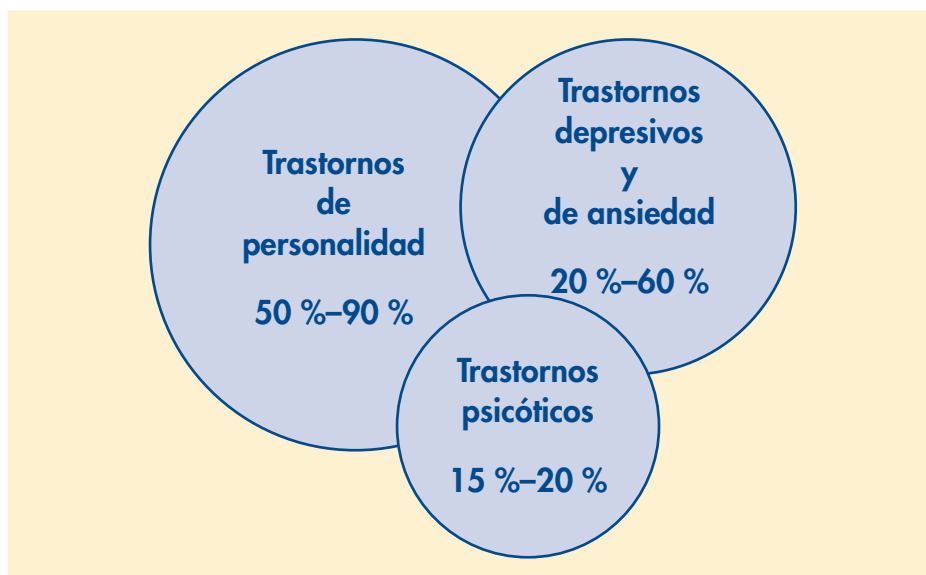 Trastornos
de
personalidad
50 %–90 %
Trastornos
depresivos
y
de ansiedad
20 %–60 %
Trastornos
psicóticos
15 %–20 %